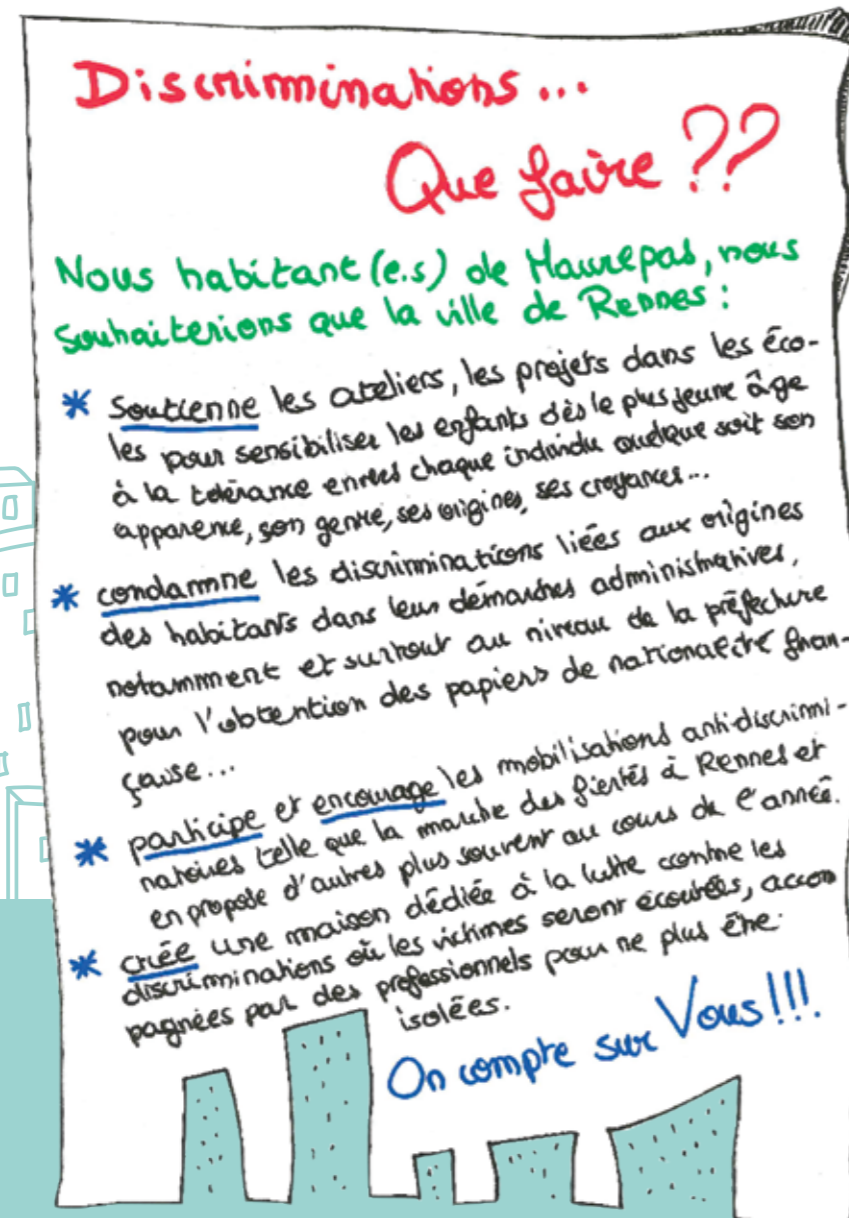 Discriminations...
Que faire ??
Nous habitant(e.s) de Maurepas, nous
souhaiterions que la ville de Rennes :
* Soutienne les ateliers, les projets dans les éco-
les pour sensibiliser les enfants dès le plus jeune âge
à la tolérance envers chaque individu quelque soit son
apparence, son genre, ses origines, ses croyances...
* condamne les discriminations liées aux origines
des habitants dans leurs démarches administratives,
notamment et surtout au niveau de la préfecture
pour l'obtention des papiers de nationalité fran-
çaise...
* participe et encourage les mobilisations anti-discrimi-
natoires telle que la marche des fiertés à Rennes et
en propose d'autres plus souvent au cours de l'année.
* créée une maison dédiée à la lutte contre les
discriminations où les victimes seront écoutées, accom
pagnées par des professionnels pour ne plus être
isolées.
On compte sur Vous !!!